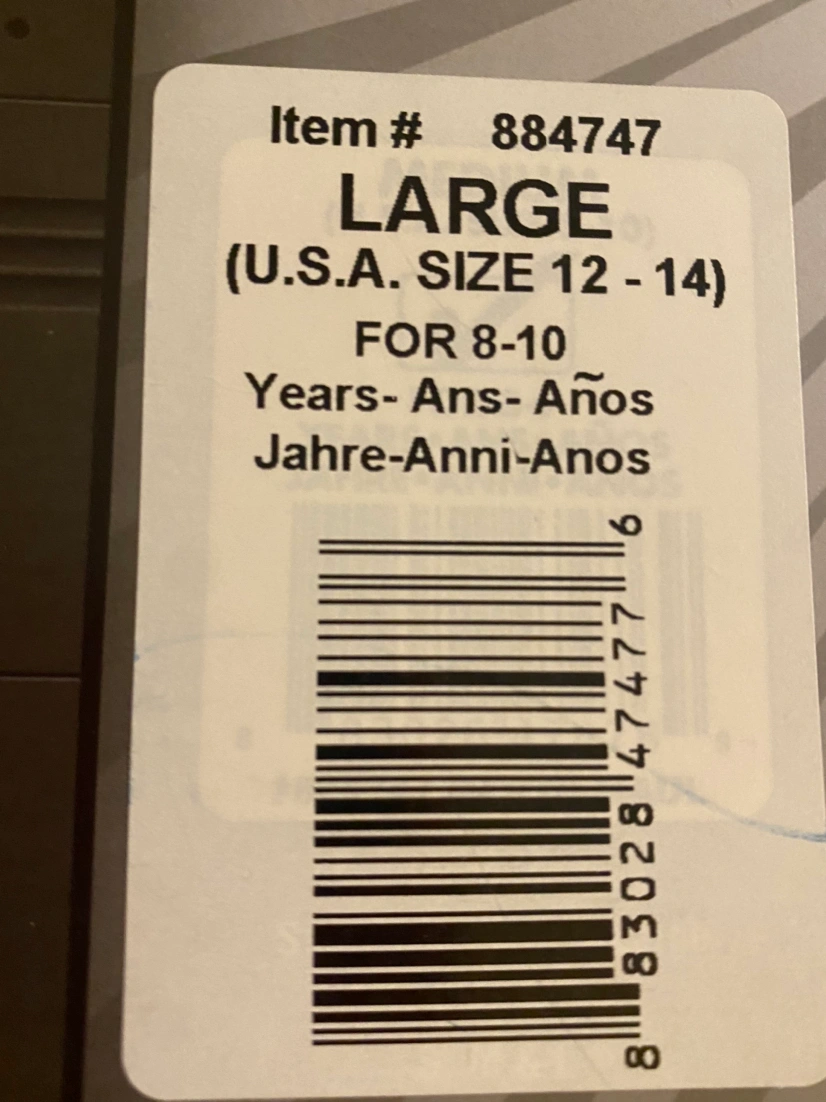 Item # 884747
LARGE
(U.S.A. SIZE 12 - 14)
FOR 8-10
Years- Ans- Años
Jahre-Anni-Anos
8 83028 47477 6